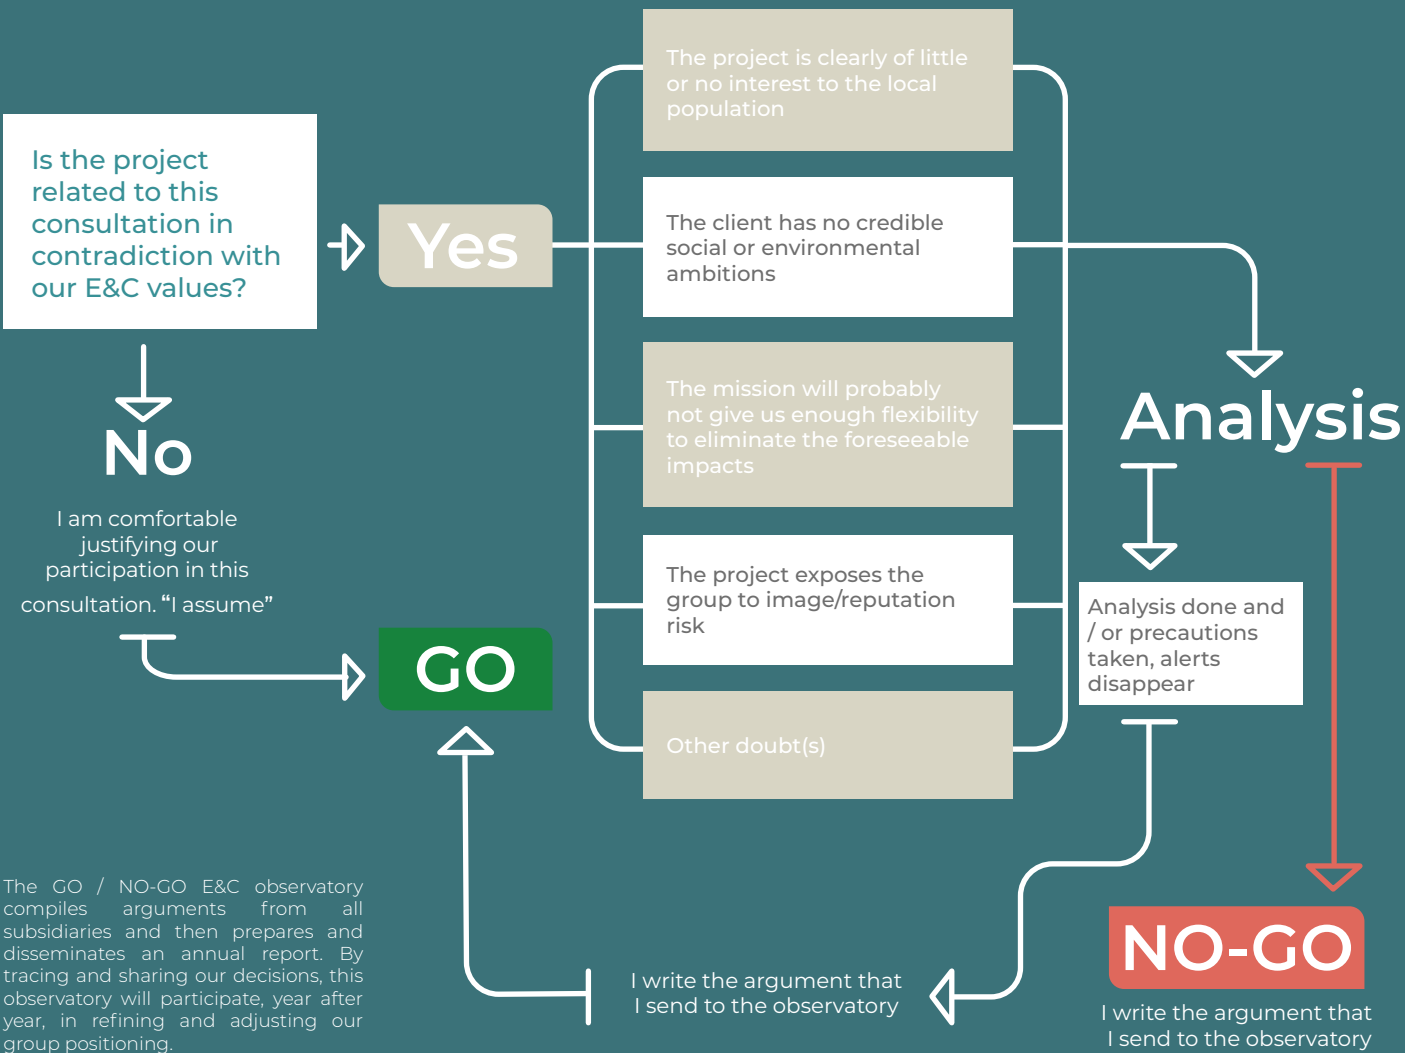 Is the project
related to this
consultation in
contradiction with
our E&C values?
Yes
No
I am comfortable
justifying our
participation in this
consultation. “I assume”
GO
The project is clearly of little
or no interest to the local
population
The client has no credible
social or environmental
ambitions
The mission will probably
not give us enough flexibility
to eliminate the foreseeable
impacts
The project exposes the
group to image/reputation
risk
Other doubt(s)
Analysis
Analysis done and
/ or precautions
taken, alerts
disappear
I write the argument that
I send to the observatory
NO-GO
I write the argument that
I send to the observatory
The GO / NO-GO E&C observatory
compiles arguments from all
subsidiaries and then prepares and
disseminates an annual report. By
tracing and sharing our decisions, this
observatory will participate, year after
year, in refining and adjusting our
group positioning.